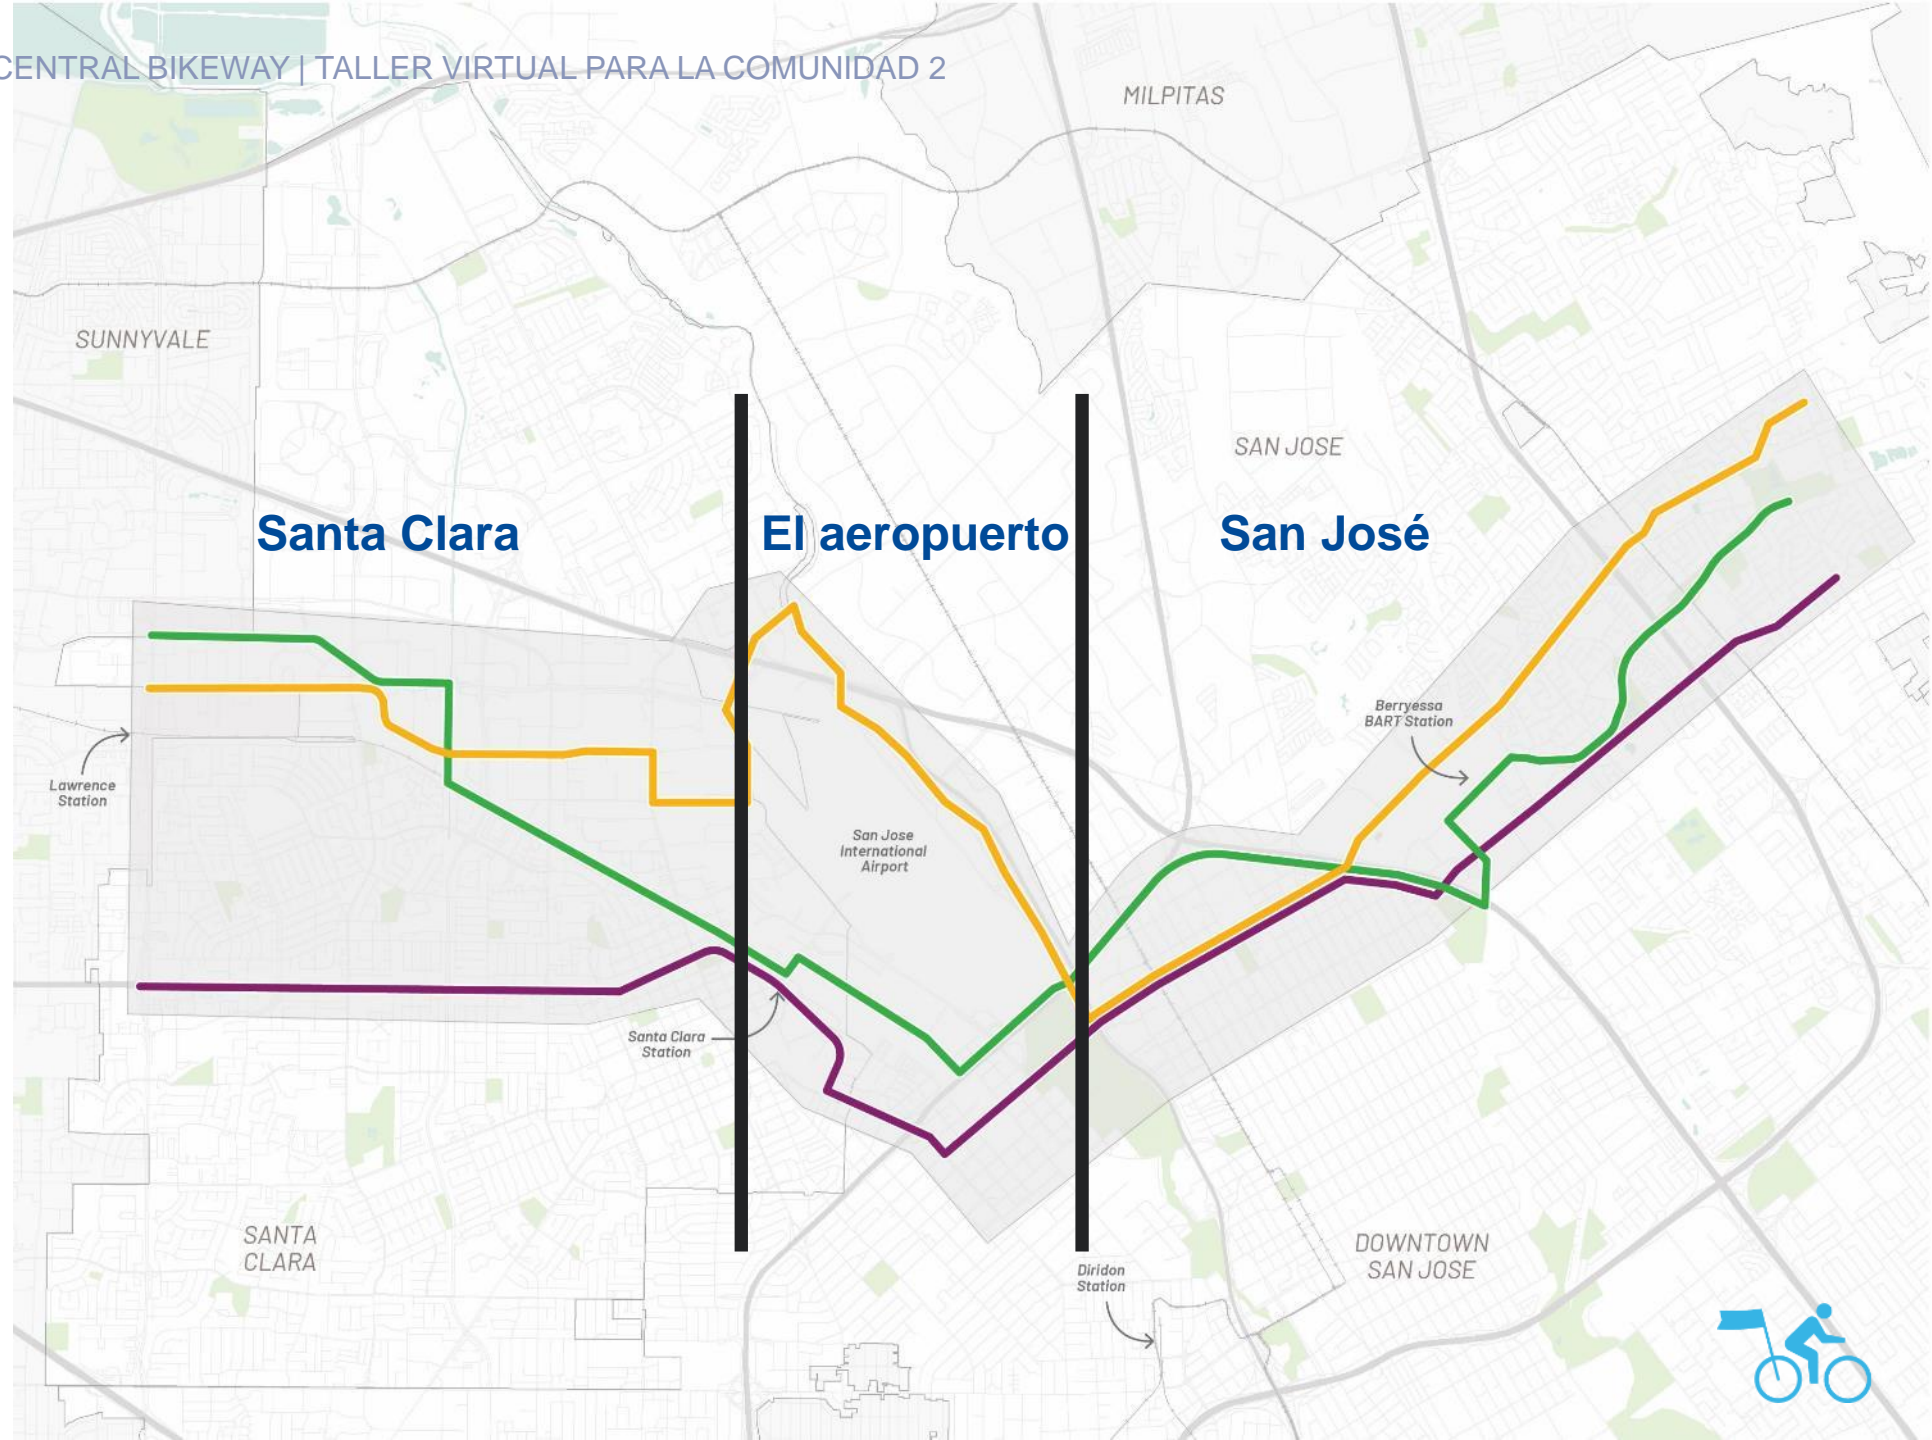 CENTRAL BIKEWAY | TALLER VIRTUAL PARA LA COMUNIDAD 2
MILPITAS
SUNNYVALE
SAN JOSE
Santa Clara
El aeropuerto
San José
Berryessa
BART Station
Lawrence
Station
San Jose
International
Airport
Santa Clara
Station
SANTA
CLARA
Diridon
Station
DOWNTOWN
SAN JOSE